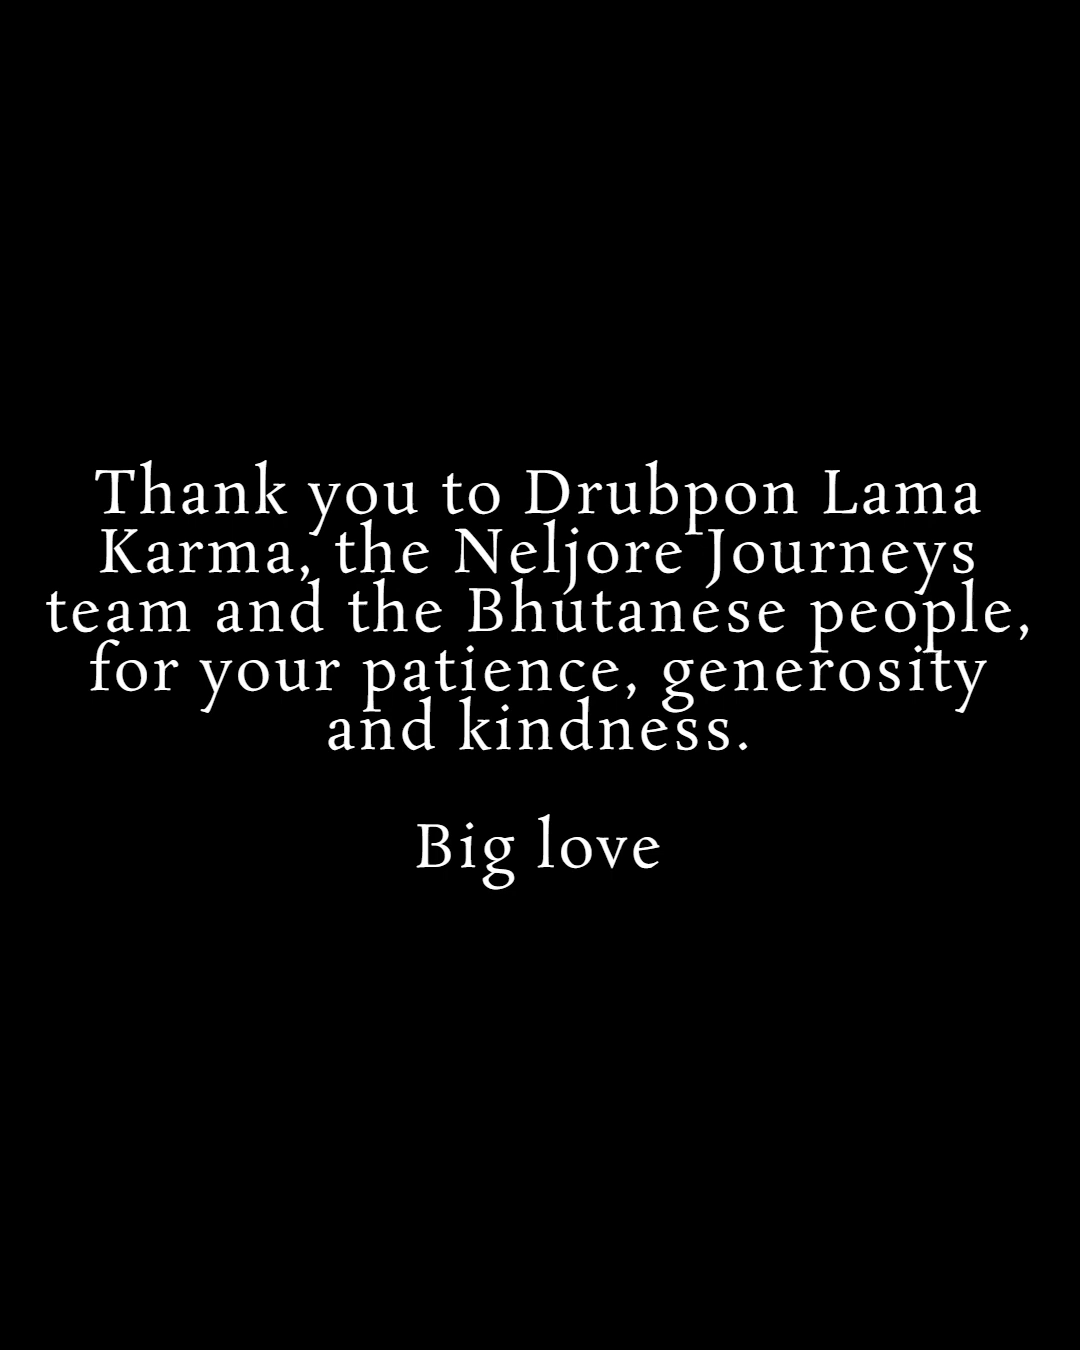 Thank you to Drubpon Lama
Karma, the Neljore Journeys
team and the Bhutanese people,
for your patience, generosity
and kindness.
Big love